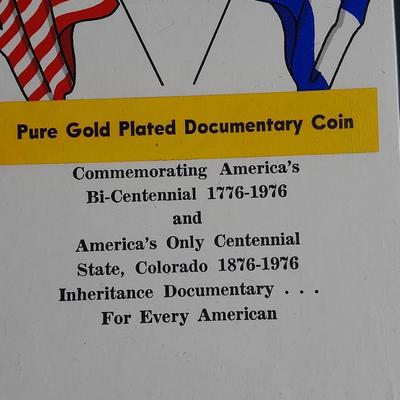 Pure Gold Plated Documentary Coin
Commemorating America's
Bi-Centennial 1776-1976
and
America's Only Centennial
State, Colorado 1876-1976
Inheritance Documentary . . .
For Every American